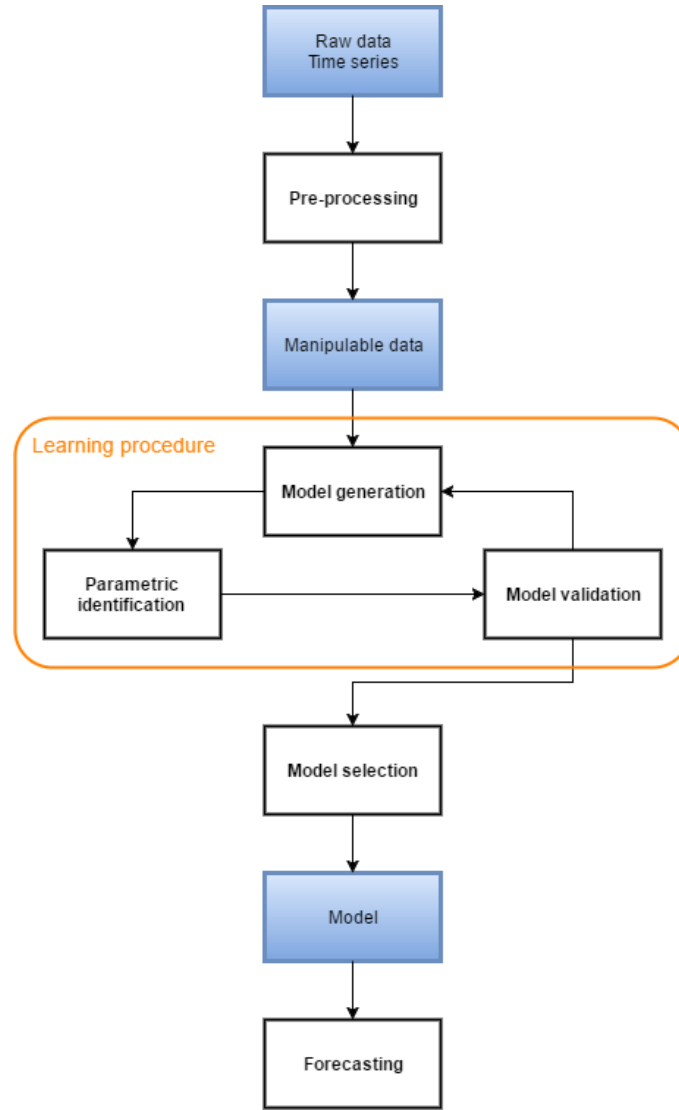 Raw data
Time series
Pre-processing
Manipulable data
Learning procedure
Model generation
Parametric
identification
Model validation
Model selection
Model
Forecasting